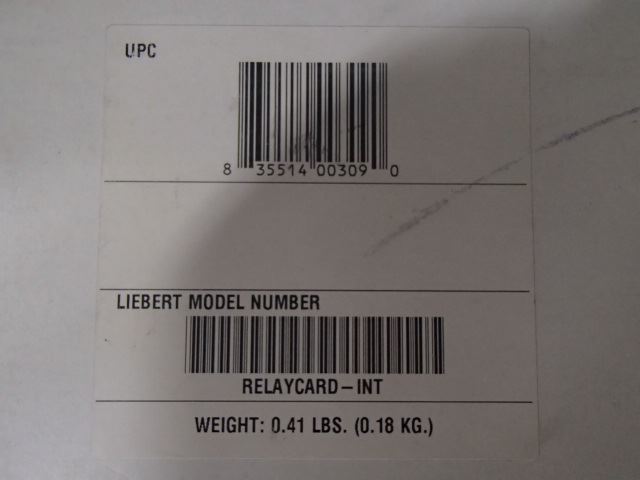 UPC
8 35514 00309 0
LIEBERT MODEL NUMBER
RELAYCARD-INT
WEIGHT: 0.41 LBS. (0.18 KG.)